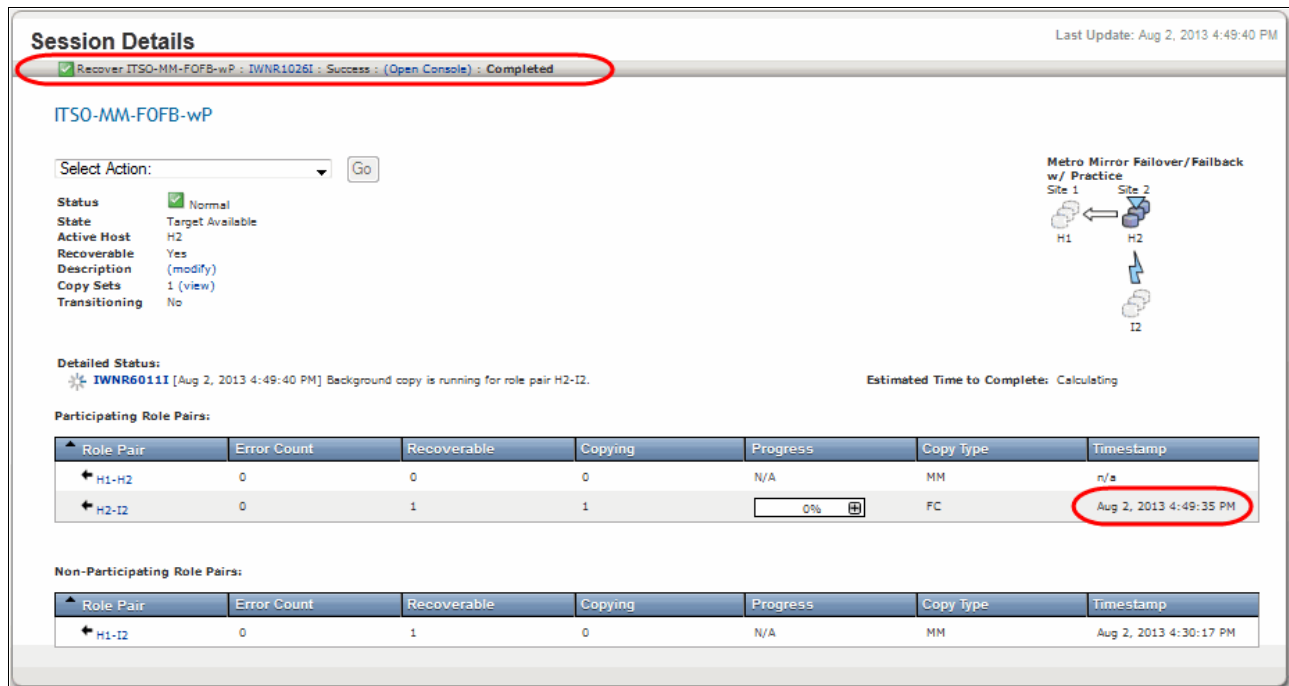 Session Details
Last Update: Aug 2, 2013 4:49:40 PM
Recover ITSO-MM-FOFB-wP : IWNR1026I : Success : (Open Console) : Completed
ITSO-MM-FOFB-wP
Select Action: Go
Status Normal
State Target Available
Active Host H2
Recoverable Yes
Description (modify)
Copy Sets 1 (view)
Transitioning No
Metro Mirror Failover/Failback
w/ Practice
Site 1 Site 2
H1 H2
I2
Detailed Status:
IWNR6011I [Aug 2, 2013 4:49:40 PM] Background copy is running for role pair H2-I2.
Estimated Time to Complete: Calculating
Participating Role Pairs:
Role Pair Error Count Recoverable Copying Progress Copy Type Timestamp
H1-H2 0 0 0 N/A MM n/a
H2-I2 0 1 1 0% FC Aug 2, 2013 4:49:35 PM
Non-Participating Role Pairs:
Role Pair Error Count Recoverable Copying Progress Copy Type Timestamp
H1-I2 0 1 0 N/A MM Aug 2, 2013 4:30:17 PM